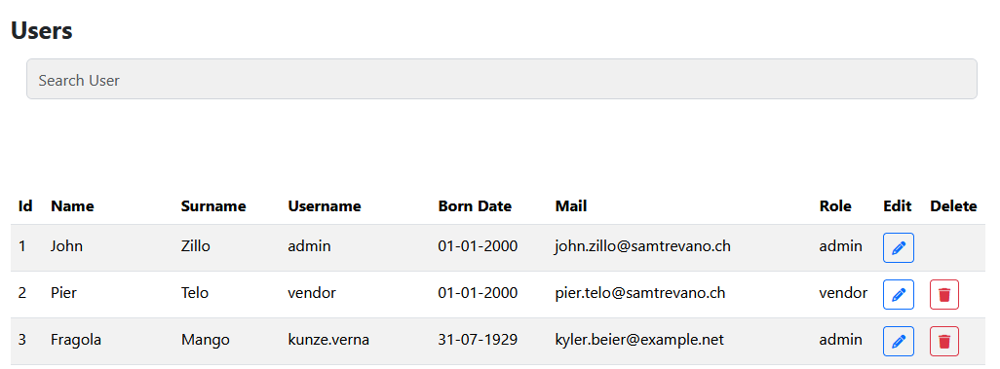 Users
Search User
Id Name Surname Username Born Date Mail Role Edit Delete
1 John Zillo admin 01-01-2000 john.zillo@samtrevano.ch admin
2 Pier Telo vendor 01-01-2000 pier.telo@samtrevano.ch vendor
3 Fragola Mango kunze.verna 31-07-1929 kyler.beier@example.net admin